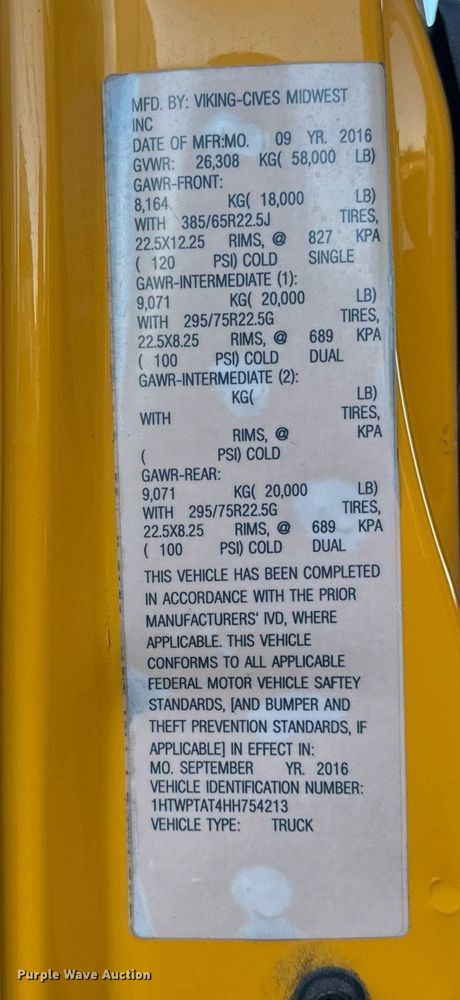 MFD. BY: VIKING-CIVES MIDWEST
INC
DATE OF MFR:MO. 09 YR. 2016
GVWR: 26,308 KG( 58,000 LB)
GAWR-FRONT:
8,164 KG( 18,000 LB)
WITH 385/65R22.5J TIRES,
22.5X12.25 RIMS, @ 827 KPA
( 120 PSI) COLD SINGLE
GAWR-INTERMEDIATE (1):
9,071 KG( 20,000 LB)
WITH 295/75R22.5G TIRES,
22.5X8.25 RIMS, @ 689 KPA
( 100 PSI) COLD DUAL
GAWR-INTERMEDIATE (2):
KG( LB)
WITH TIRES,
RIMS, @ KPA
( PSI) COLD
GAWR-REAR:
9,071 KG( 20,000 LB)
WITH 295/75R22.5G TIRES,
22.5X8.25 RIMS, @ 689 KPA
( 100 PSI) COLD DUAL
THIS VEHICLE HAS BEEN COMPLETED
IN ACCORDANCE WITH THE PRIOR
MANUFACTURERS' IVD, WHERE
APPLICABLE. THIS VEHICLE
CONFORMS TO ALL APPLICABLE
FEDERAL MOTOR VEHICLE SAFTEY
STANDARDS, [AND BUMPER AND
THEFT PREVENTION STANDARDS, IF
APPLICABLE] IN EFFECT IN:
MO. SEPTEMBER YR. 2016
VEHICLE IDENTIFICATION NUMBER:
1HTWPTAT4HH754213
VEHICLE TYPE: TRUCK
Purple Wave Auction